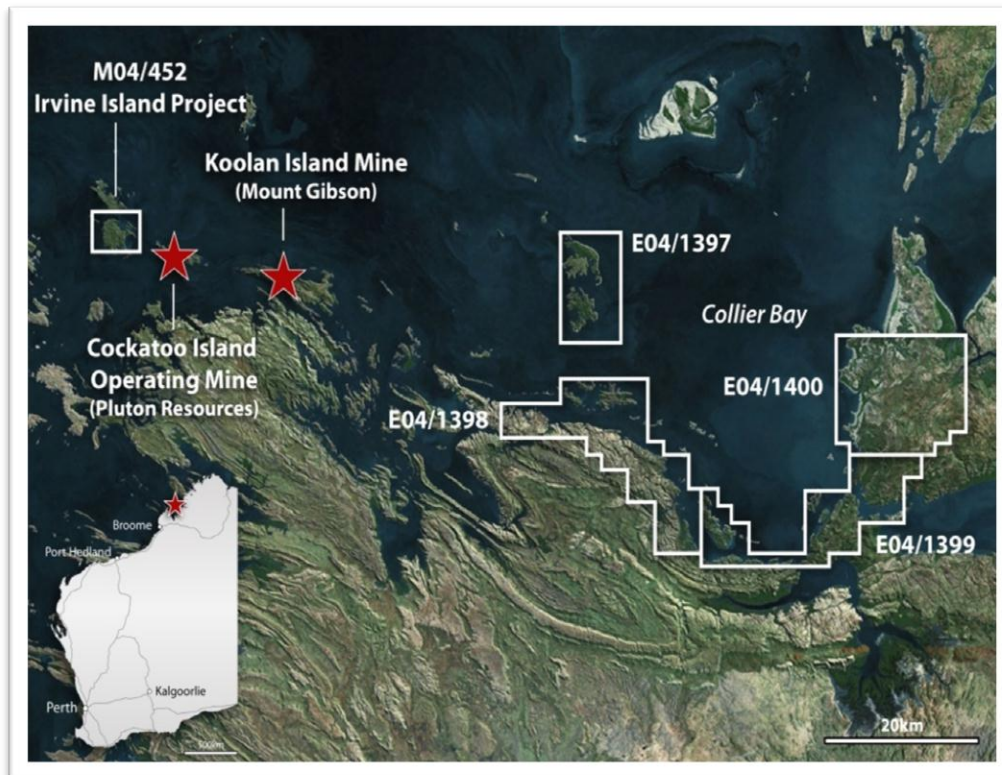 M04/452
Irvine Island Project
Koolan Island Mine
(Mount Gibson)
E04/1397
Collier Bay
Cockatoo Island
Operating Mine
(Pluton Resources)
E04/1400
E04/1398
E04/1399
Broome
Port Hedland
Kalgoorlie
Perth
500km
20km